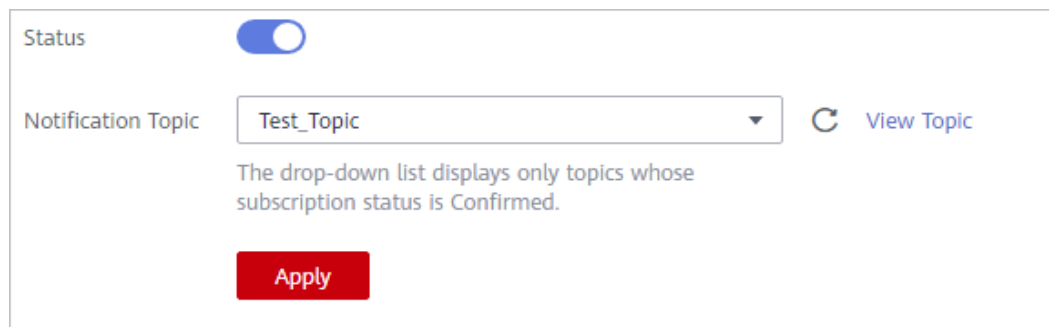 Status
Notification Topic
Test_Topic
View Topic
The drop-down list displays only topics whose
subscription status is Confirmed.
Apply